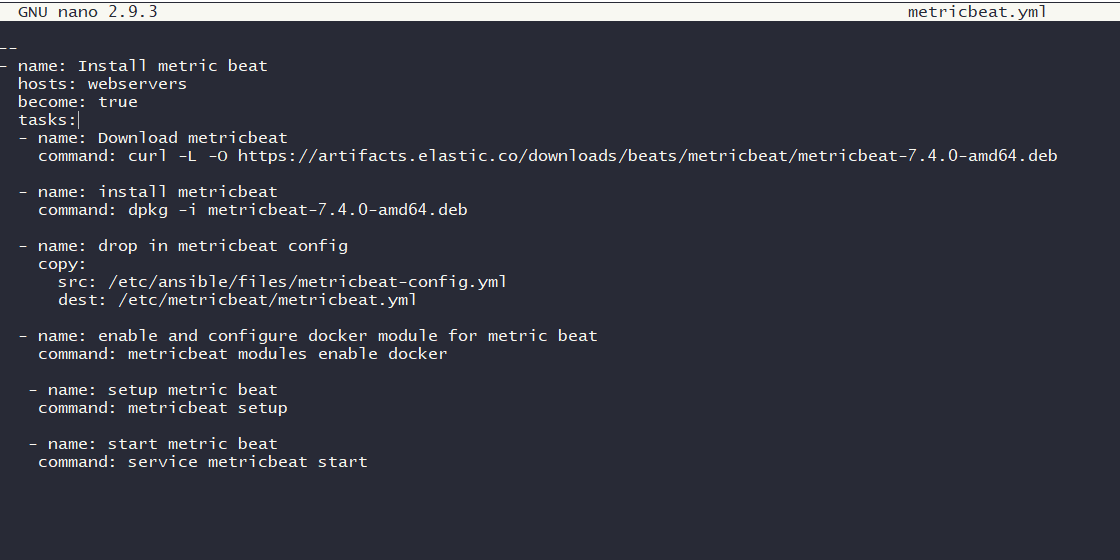 GNU nano 2.9.3 metricbeat.yml
--
- name: Install metric beat
  hosts: webservers
  become: true
  tasks:
  - name: Download metricbeat
    command: curl -L -O https://artifacts.elastic.co/downloads/beats/metricbeat/metricbeat-7.4.0-amd64.deb

  - name: install metricbeat
    command: dpkg -i metricbeat-7.4.0-amd64.deb

  - name: drop in metricbeat config
    copy:
      src: /etc/ansible/files/metricbeat-config.yml
      dest: /etc/metricbeat/metricbeat.yml

  - name: enable and configure docker module for metric beat
    command: metricbeat modules enable docker

   - name: setup metric beat
    command: metricbeat setup

   - name: start metric beat
    command: service metricbeat start